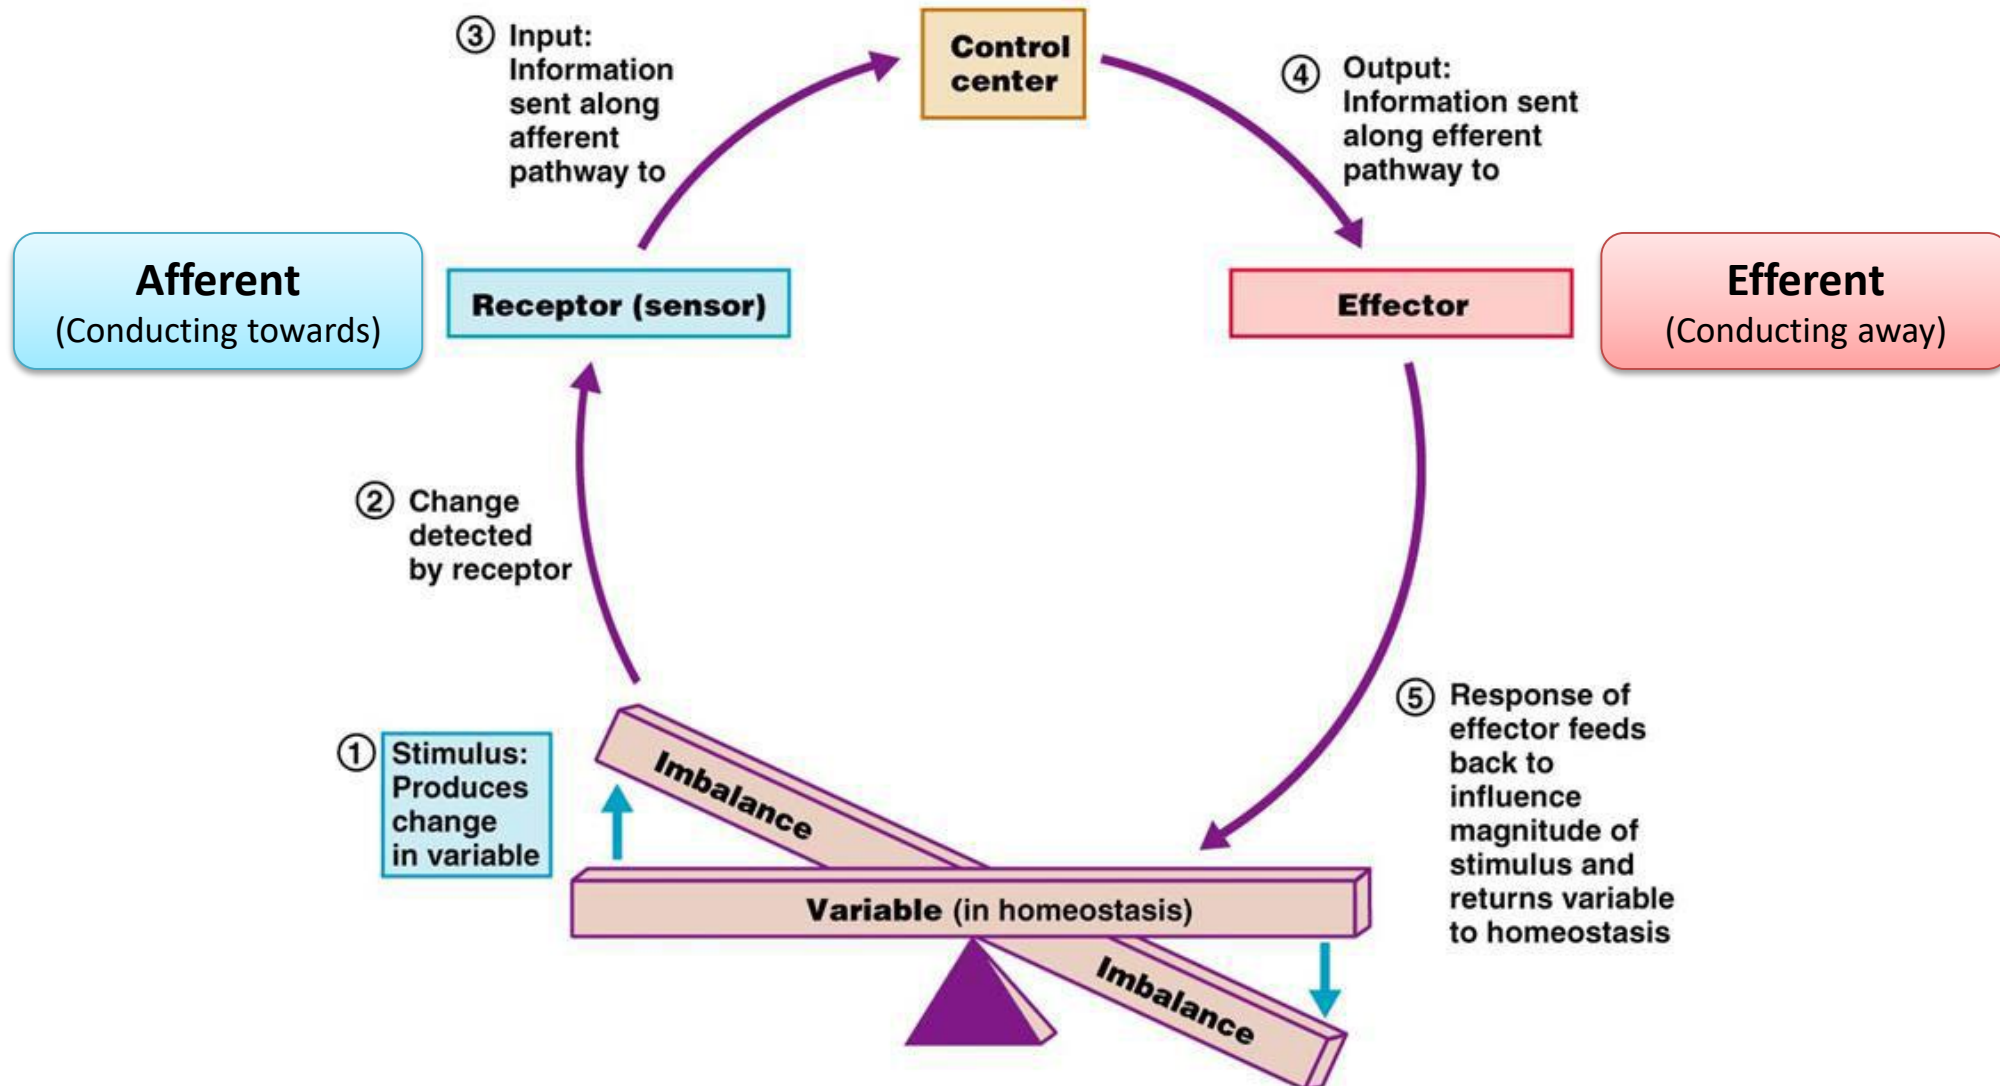 ③ Input:
Information
sent along
afferent
pathway to
Control
center
④ Output:
Information sent
along efferent
pathway to
Afferent
(Conducting towards)
Receptor (sensor)
Effector
Efferent
(Conducting away)
② Change
detected
by receptor
① Stimulus:
Produces
change
in variable
Imbalance
Variable (in homeostasis)
Imbalance
⑤ Response of
effector feeds
back to
influence
magnitude of
stimulus and
returns variable
to homeostasis